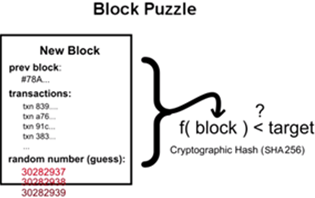 Block Puzzle
New Block
prev block:
#78A...
transactions:
txn 839....
txn a76...
txn 91c...
txn 383...
...
random number (guess):
30282937
30282938
30282939
?
f( block ) < target
Cryptographic Hash (SHA256)